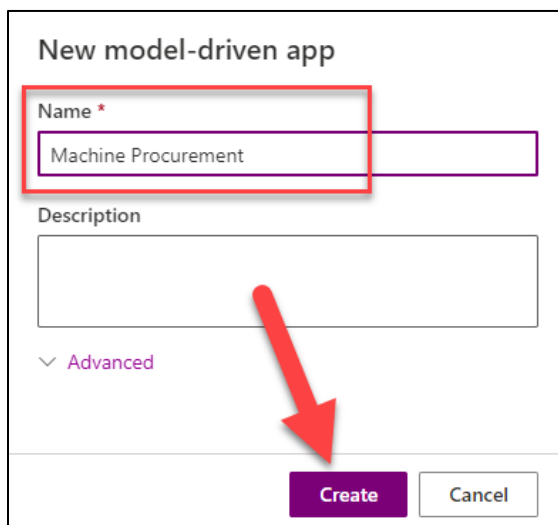 New model-driven app
Name *
Machine Procurement
Description
Advanced
Create Cancel